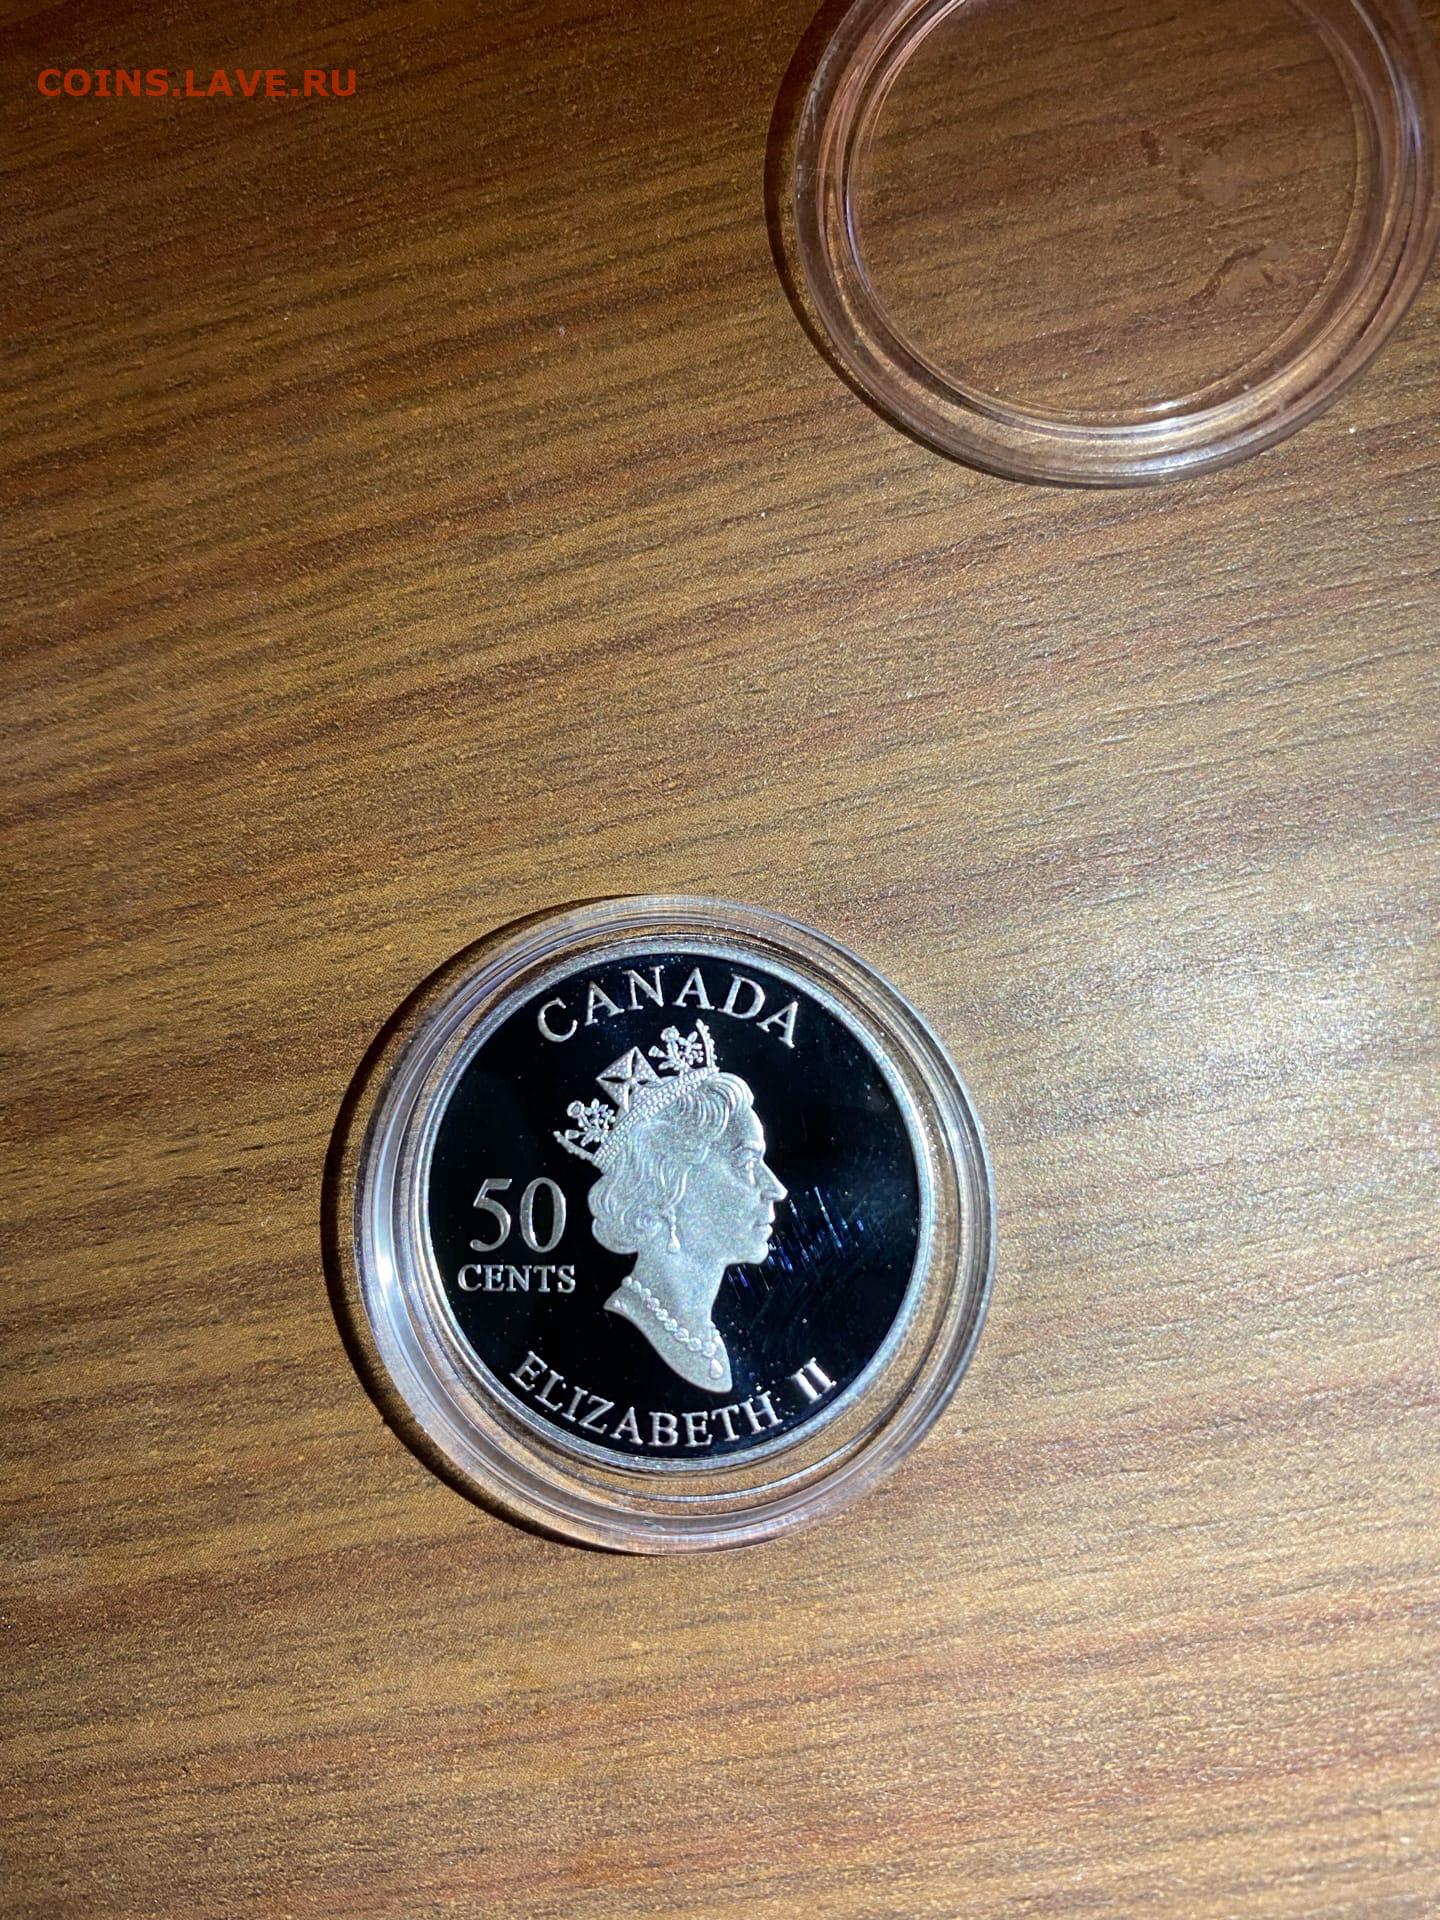 COINS.LAVE.RU
CANADA
50
CENTS
ELIZABETH II